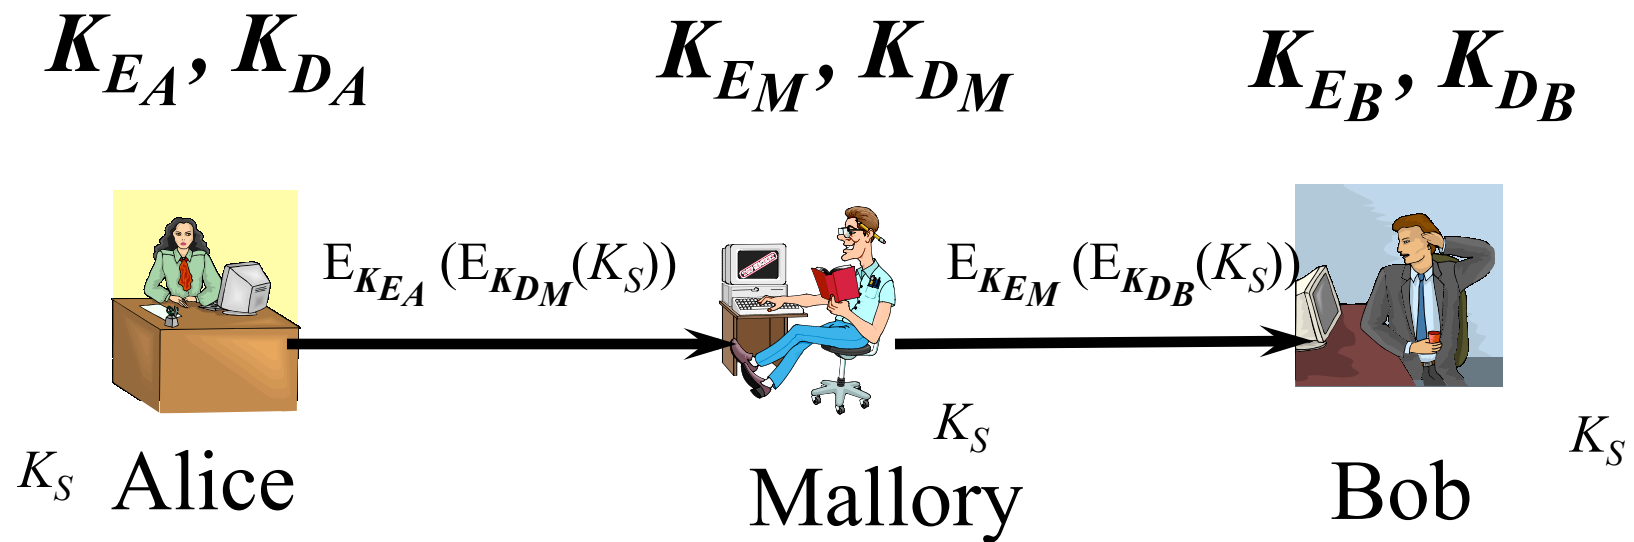 K_{E_A}, K_{D_A}
K_{E_M}, K_{D_M}
K_{E_B}, K_{D_B}
E_{K_{E_A}} (E_{K_{D_M}}(K_S))
E_{K_{E_M}} (E_{K_{D_B}}(K_S))
K_S
Alice
K_S
Mallory
K_S
Bob